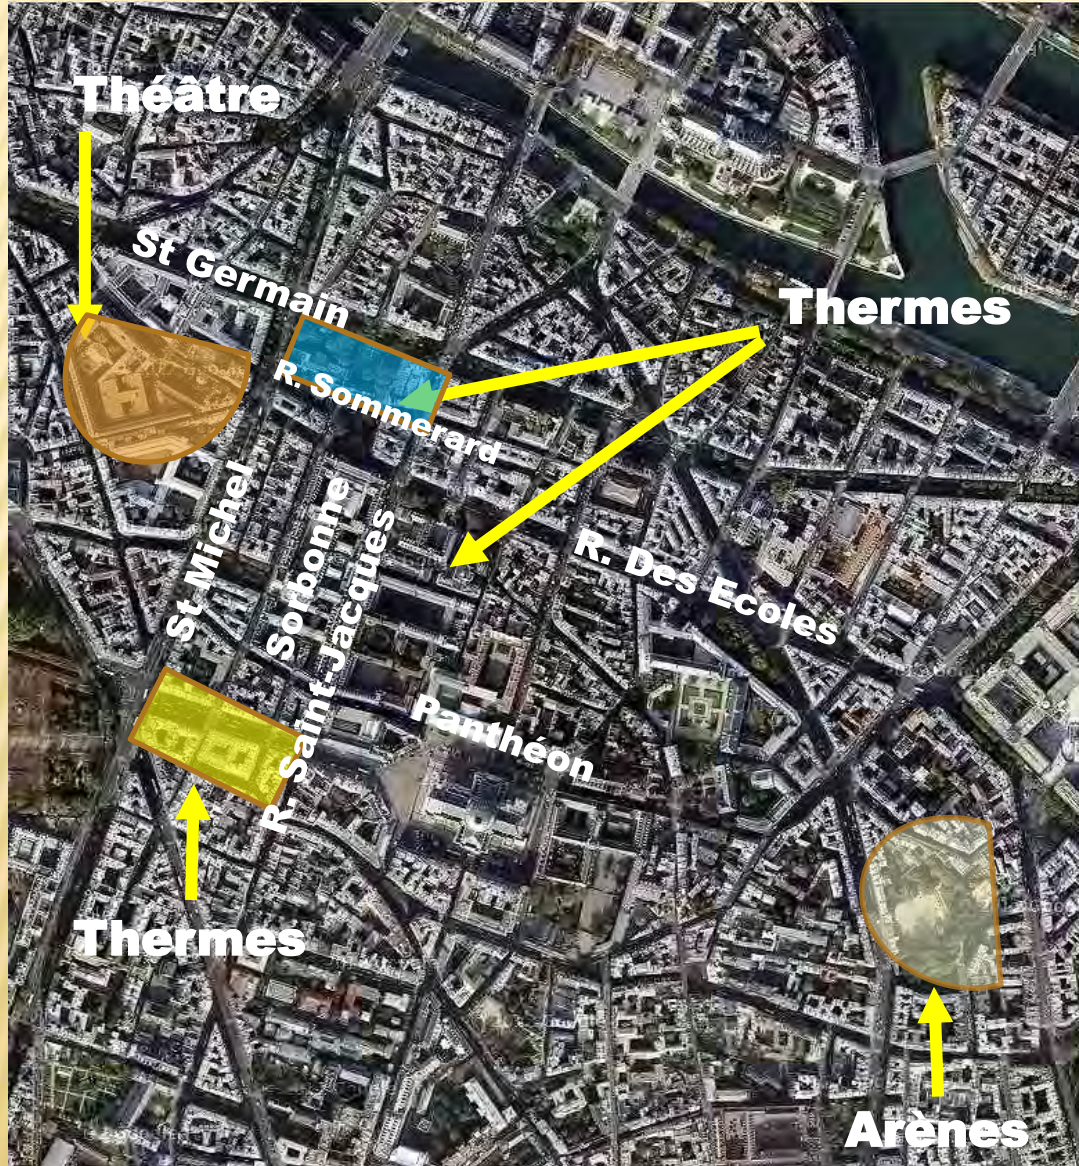 Théâtre
St Germain
Thermes
R. Sommerard
St Michel
Sorbonne
R. Saint-Jacques
R. Des Ecoles
Panthéon
Thermes
Arènes